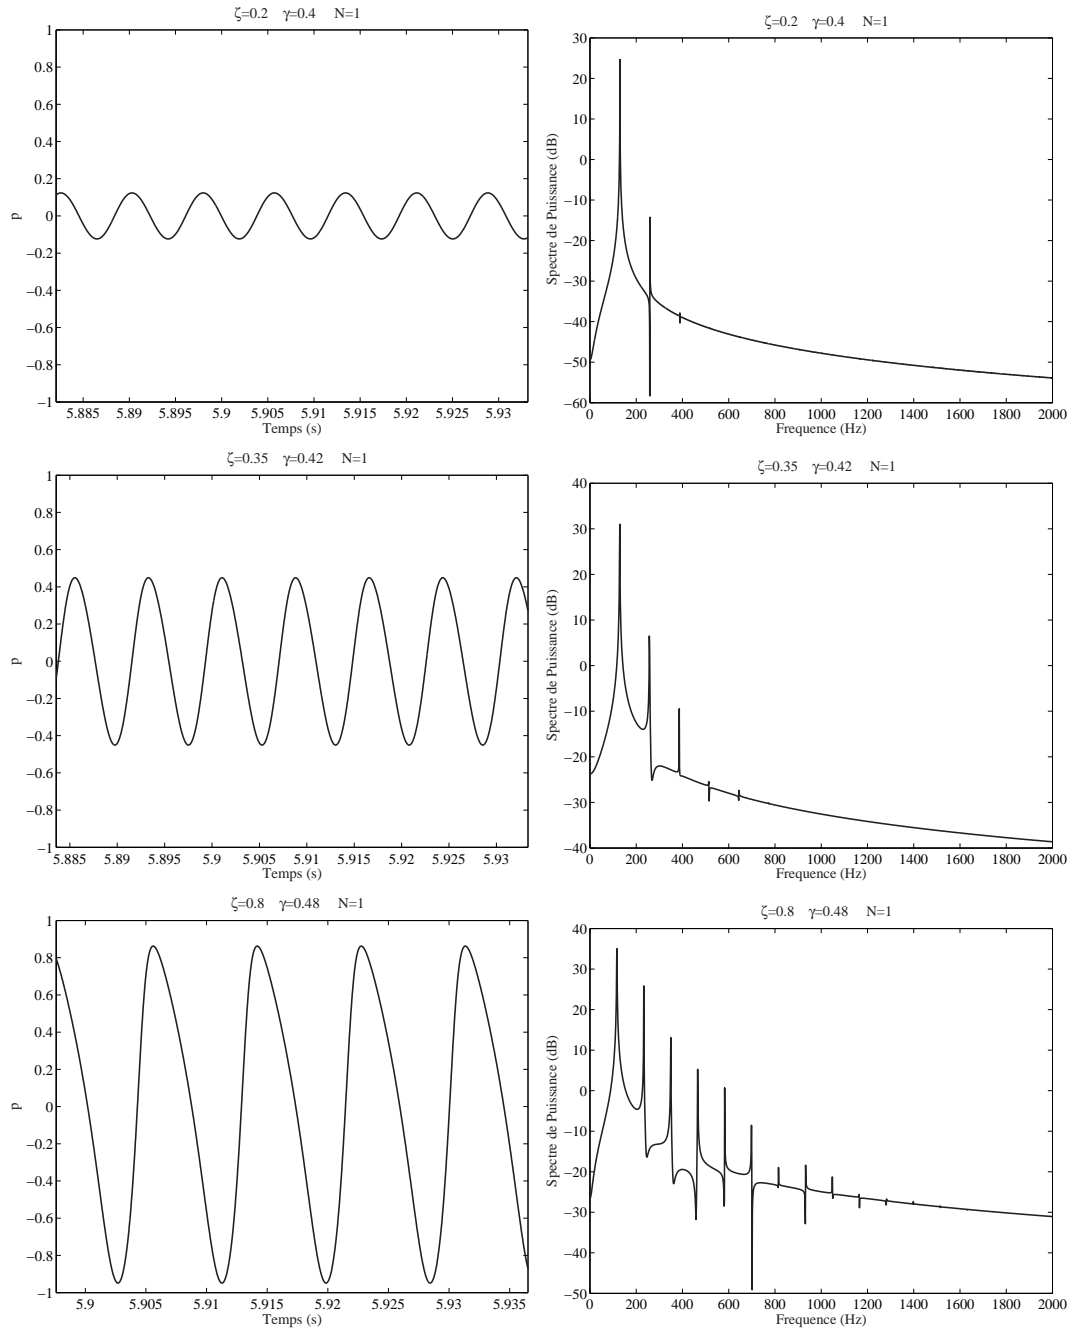 ζ=0.2 γ=0.4 N=1
1
0.8
0.6
0.4
0.2
0
−0.2
−0.4
−0.6
−0.8
−1
p
5.885 5.89 5.895 5.9 5.905 5.91 5.915 5.92 5.925 5.93
Temps (s)
ζ=0.2 γ=0.4 N=1
30
20
10
0
−10
−20
−30
−40
−50
−60
Spectre de Puissance (dB)
0 200 400 600 800 1000 1200 1400 1600 1800 2000
Frequence (Hz)
ζ=0.35 γ=0.42 N=1
1
0.8
0.6
0.4
0.2
0
−0.2
−0.4
−0.6
−0.8
−1
p
5.885 5.89 5.895 5.9 5.905 5.91 5.915 5.92 5.925 5.93
Temps (s)
ζ=0.35 γ=0.42 N=1
40
30
20
10
0
−10
−20
−30
−40
Spectre de Puissance (dB)
0 200 400 600 800 1000 1200 1400 1600 1800 2000
Frequence (Hz)
ζ=0.8 γ=0.48 N=1
1
0.8
0.6
0.4
0.2
0
−0.2
−0.4
−0.6
−0.8
−1
p
5.9 5.905 5.91 5.915 5.92 5.925 5.93 5.935
Temps (s)
ζ=0.8 γ=0.48 N=1
40
30
20
10
0
−10
−20
−30
−40
−50
Spectre de Puissance (dB)
0 200 400 600 800 1000 1200 1400 1600 1800 2000
Frequence (Hz)